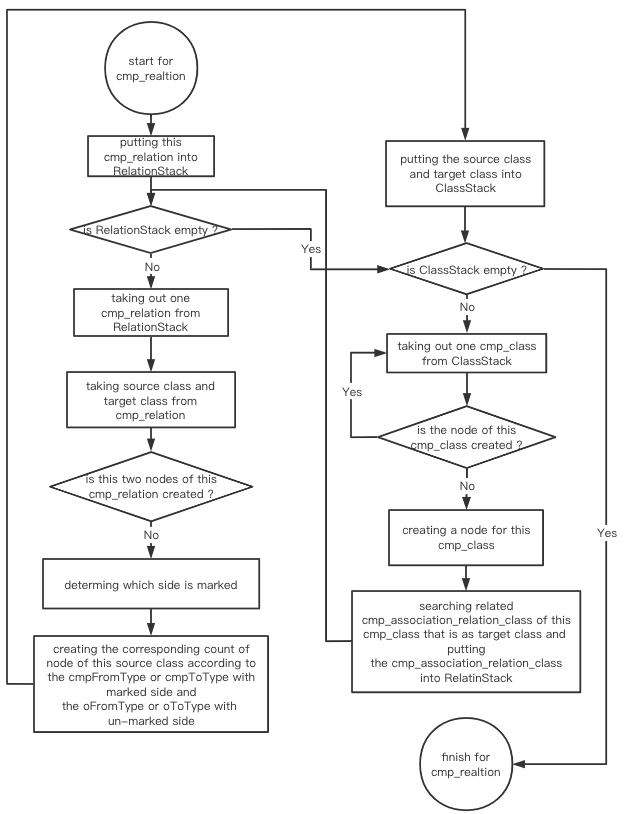 start for
cmp_realtion
putting this
cmp_relation into
RelationStack
is RelationStack empty ?
Yes
No
taking out one
cmp_relation from
RelationStack
taking source class and
target class from
cmp_relation
is this two nodes of this
cmp_relation created ?
No
determing which side is marked
creating the corresponding count of
node of this source class according to
the cmpFromType or cmpToType with
marked side and
the oFromType or oToType with
un-marked side
putting the source class
and target class into
ClassStack
is ClassStack empty ?
No
taking out one cmp_class
from ClassStack
Yes
is the node of this
cmp_class created ?
No
creating a node for this
cmp_class
Yes
searching related
cmp_association_relation_class of this
cmp_class that is as target class and
putting
the cmp_association_relation_class
into RelatinStack
finish for
cmp_realtion